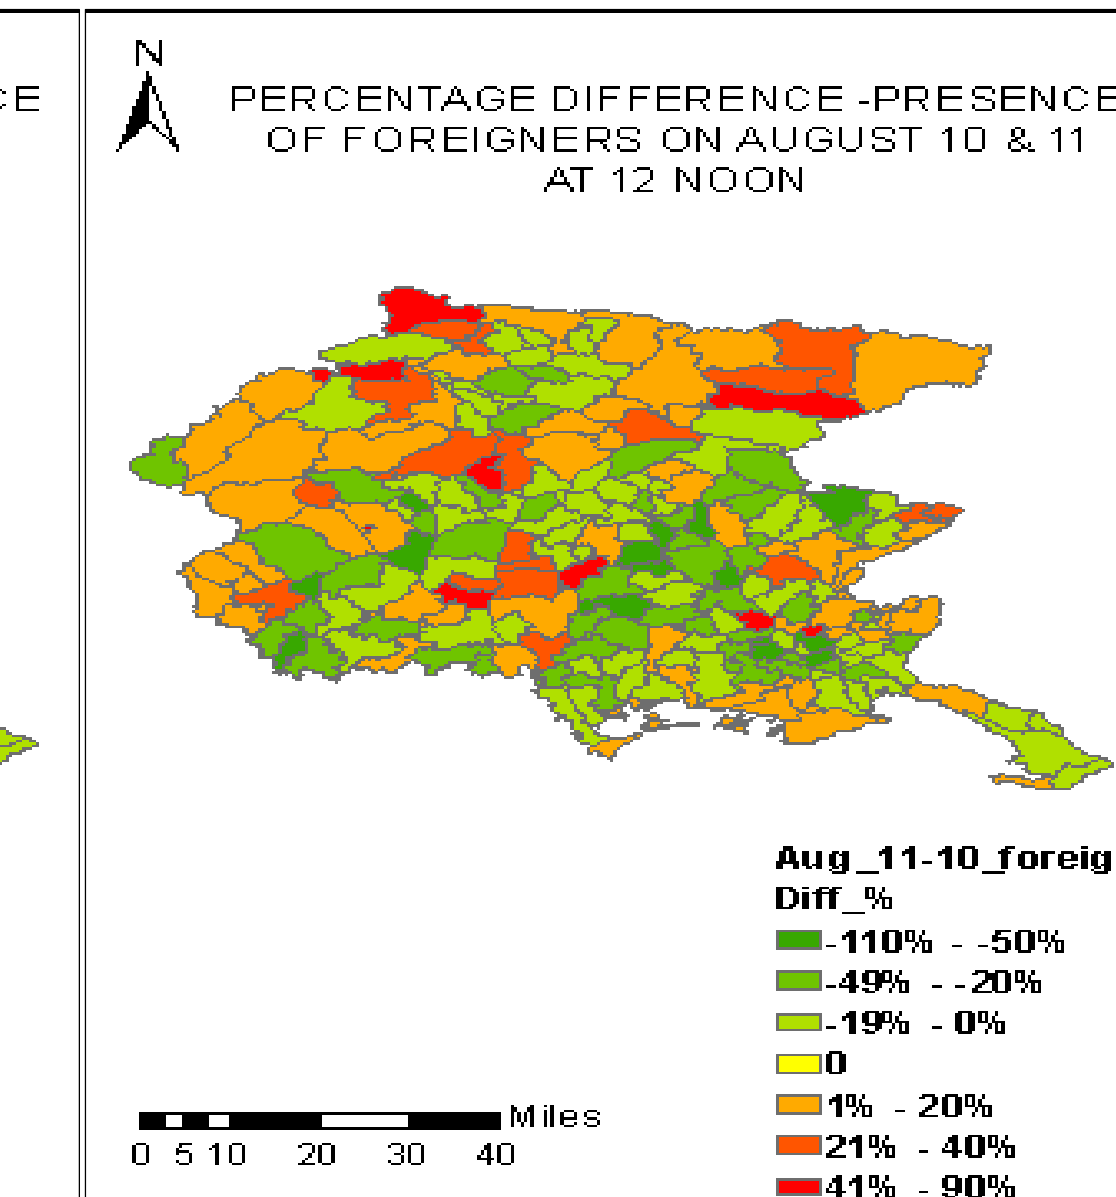 CE
N
PERCENTAGE DIFFERENCE -PRESENCE
OF FOREIGNERS ON AUGUST 10 & 11
AT 12 NOON
Aug_11-10_foreig
Diff_%
-110% - -50%
-49% - -20%
-19% - 0%
0
1% - 20%
21% - 40%
41% - 90%
Miles
0 5 10 20 30 40